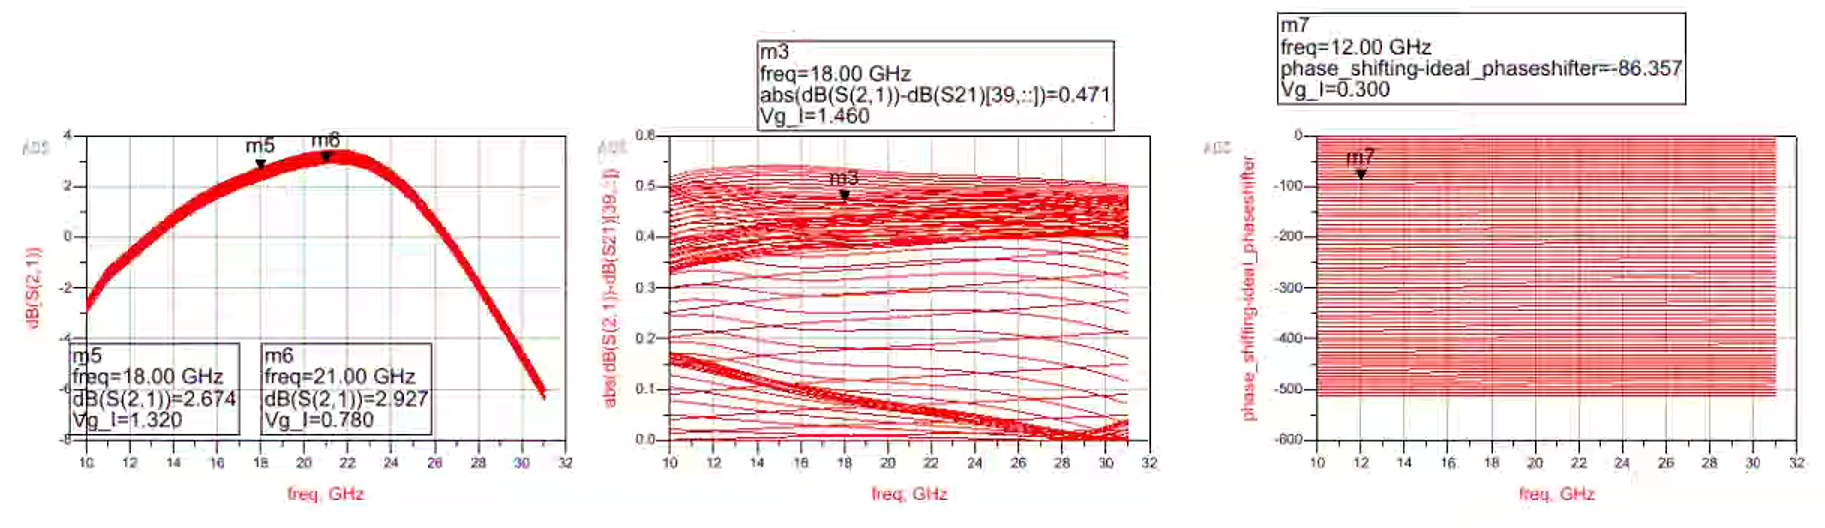 m3
freq=18.00 GHz
abs(dB(S(2,1))-dB(S21)[39,::])=0.471
Vg_I=1.460
m7
freq=12.00 GHz
phase_shifting-ideal_phaseshifter=-86.357
Vg_I=0.300
ADS
4
2
0
-2
-4
-6
-8
dB(S(2,1))
m5
m6
m5
freq=18.00 GHz
dB(S(2,1))=2.674
Vg_I=1.320
m6
freq=21.00 GHz
dB(S(2,1))=2.927
Vg_I=0.780
10 12 14 16 18 20 22 24 26 28 30 32
freq, GHz
ADS
0.6
0.5
0.4
0.3
0.2
0.1
0.0
abs(dB(S(2,1))-dB(S21)[39,::])
m3
10 12 14 16 18 20 22 24 26 28 30 32
freq, GHz
ADS
0
-100
-200
-300
-400
-500
-600
phase_shifting-ideal_phaseshifter
m7
10 12 14 16 18 20 22 24 26 28 30 32
freq, GHz